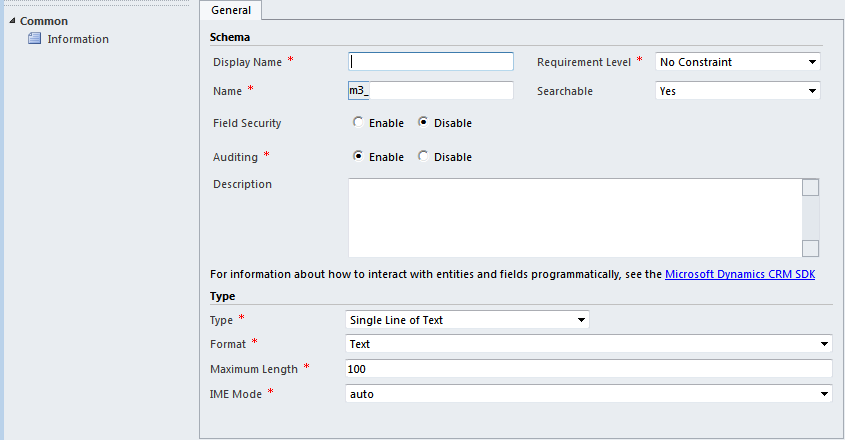 Common
Information
General
Schema
Display Name *
Requirement Level * No Constraint
Name * m3_
Searchable Yes
Field Security Enable Disable
Auditing * Enable Disable
Description
For information about how to interact with entities and fields programmatically, see the Microsoft Dynamics CRM SDK
Type
Type * Single Line of Text
Format * Text
Maximum Length * 100
IME Mode * auto